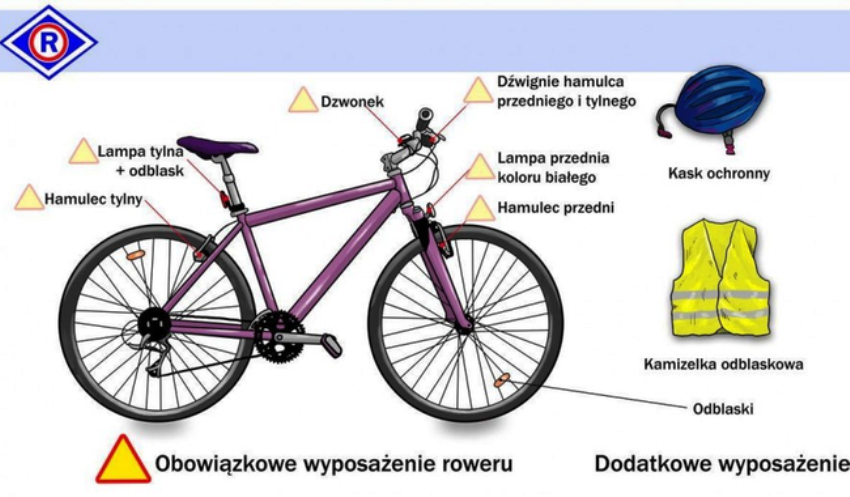 R
Dzwonek
Dźwignie hamulca
przedniego i tylnego
Lampa tylna
+ odblask
Lampa przednia
koloru białego
Hamulec tylny
Hamulec przedni
Kask ochronny
Kamizelka odblaskowa
Odblaski
Obowiązkowe wyposażenie roweru
Dodatkowe wyposażenie